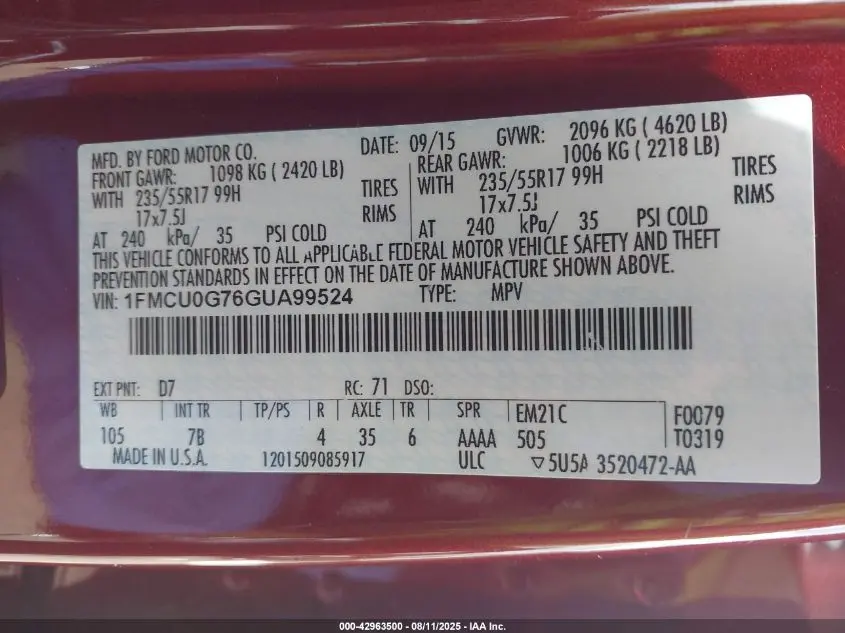 MFD. BY FORD MOTOR CO. DATE: 09/15 GVWR: 2096 KG ( 4620 LB)
FRONT GAWR: 1098 KG ( 2420 LB) REAR GAWR: 1006 KG ( 2218 LB)
WITH 235/55R17 99H TIRES WITH 235/55R17 99H TIRES
17x7.5J RIMS 17x7.5J RIMS
AT 240 kPa/ 35 PSI COLD AT 240 kPa/ 35 PSI COLD
THIS VEHICLE CONFORMS TO ALL APPLICABLE FEDERAL MOTOR VEHICLE SAFETY AND THEFT
PREVENTION STANDARDS IN EFFECT ON THE DATE OF MANUFACTURE SHOWN ABOVE.
VIN: 1FMCU0G76GUA99524 TYPE: MPV
EXT PNT: D7 RC: 71 DSO:
WB INT TR TP/PS R AXLE TR SPR EM21C F0079
105 7B 4 35 6 AAAA 505 T0319
MADE IN U.S.A. 1201509085917 ULC ▽5U5A 3520472-AA
000-42963500 - 08/11/2025 - IAA Inc.